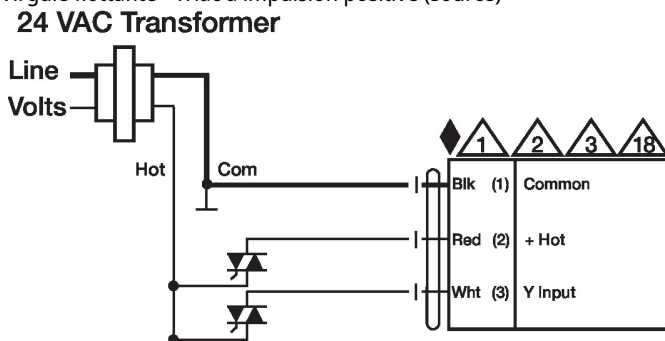 24 VAC Transformer
Line
Volts
Hot
Com
1
2
3
18
Blk (1) Common
Red (2) + Hot
Wht (3) Y Input